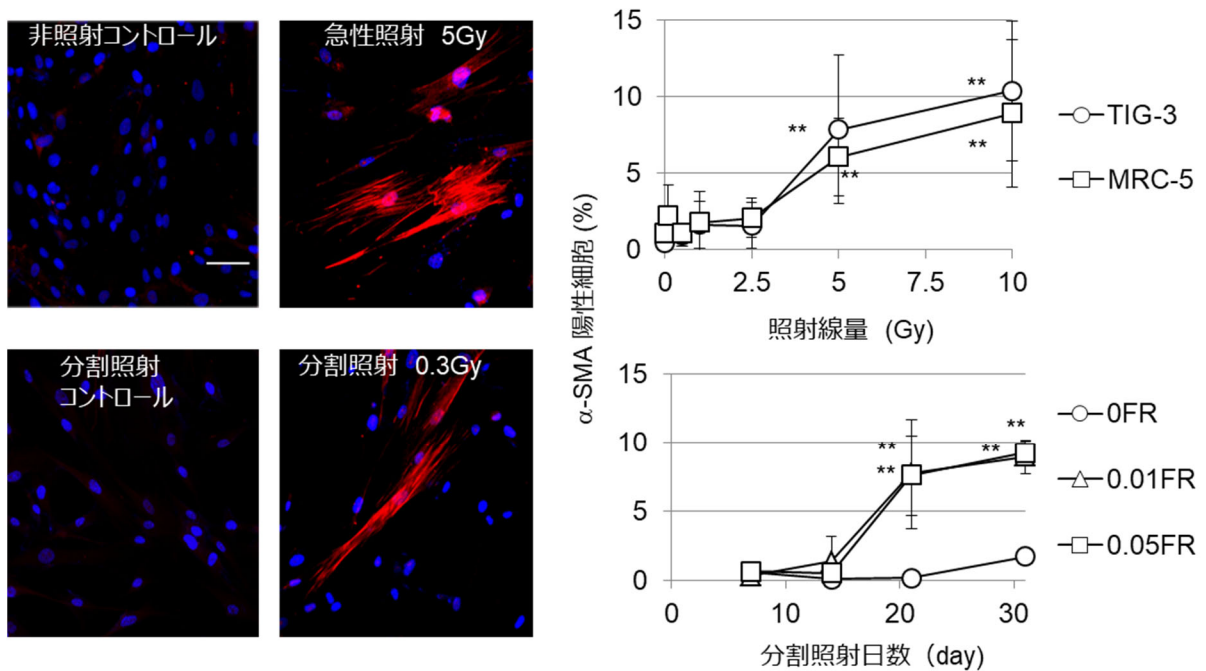 非照射コントロール
急性照射 5Gy
分割照射
コントロール
分割照射 0.3Gy
α-SMA 陽性細胞 (%)
15
10
5
0
**
**
**
**
0
2.5
5
7.5
10
照射線量 (Gy)
TIG-3
MRC-5
15
10
5
0
**
**
**
**
0
10
20
30
分割照射日数 (day)
0FR
0.01FR
0.05FR